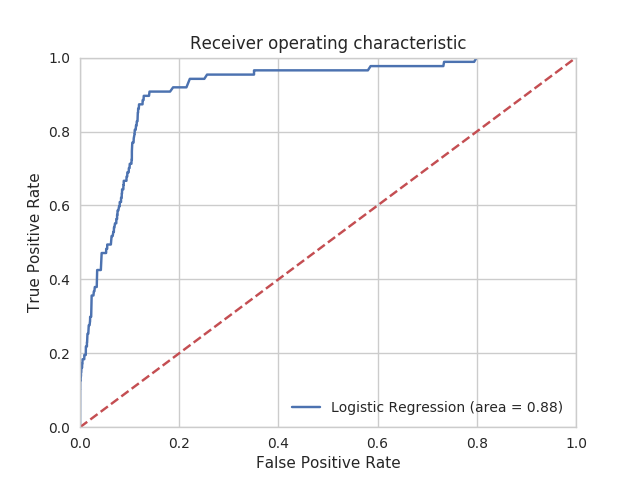 Receiver operating characteristic
1.0
0.8
0.6
0.4
0.2
0.0
True Positive Rate
Logistic Regression (area = 0.88)
0.0 0.2 0.4 0.6 0.8 1.0
False Positive Rate